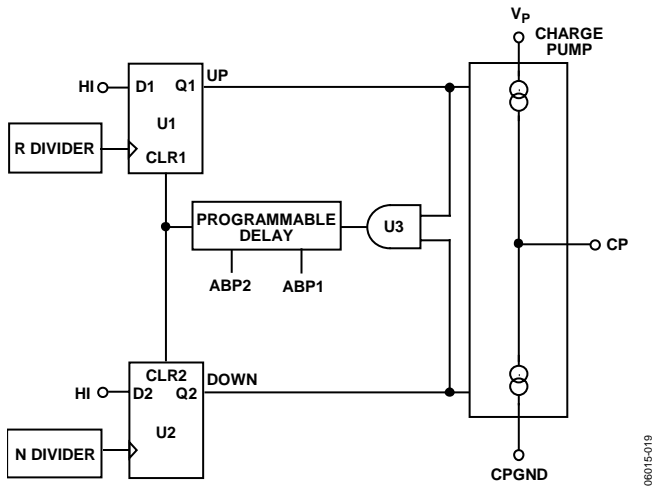 VP
CHARGE
PUMP
HI
D1
Q1
UP
U1
R DIVIDER
CLR1
PROGRAMMABLE
DELAY
U3
CP
ABP2
ABP1
CLR2
DOWN
HI
D2
Q2
U2
N DIVIDER
CPGND
06015-019